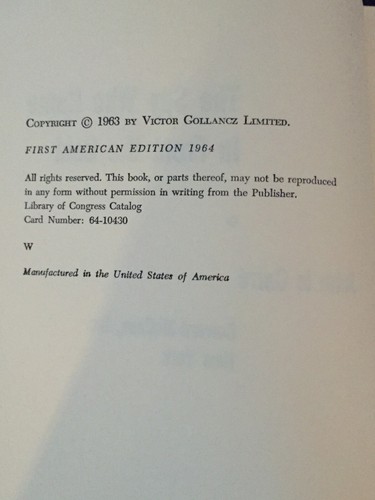 Copyright © 1963 by Victor Gollancz Limited.
FIRST AMERICAN EDITION 1964
All rights reserved. This book, or parts thereof, may not be reproduced
in any form without permission in writing from the Publisher.
Library of Congress Catalog
Card Number: 64-10430
W
Manufactured in the United States of America